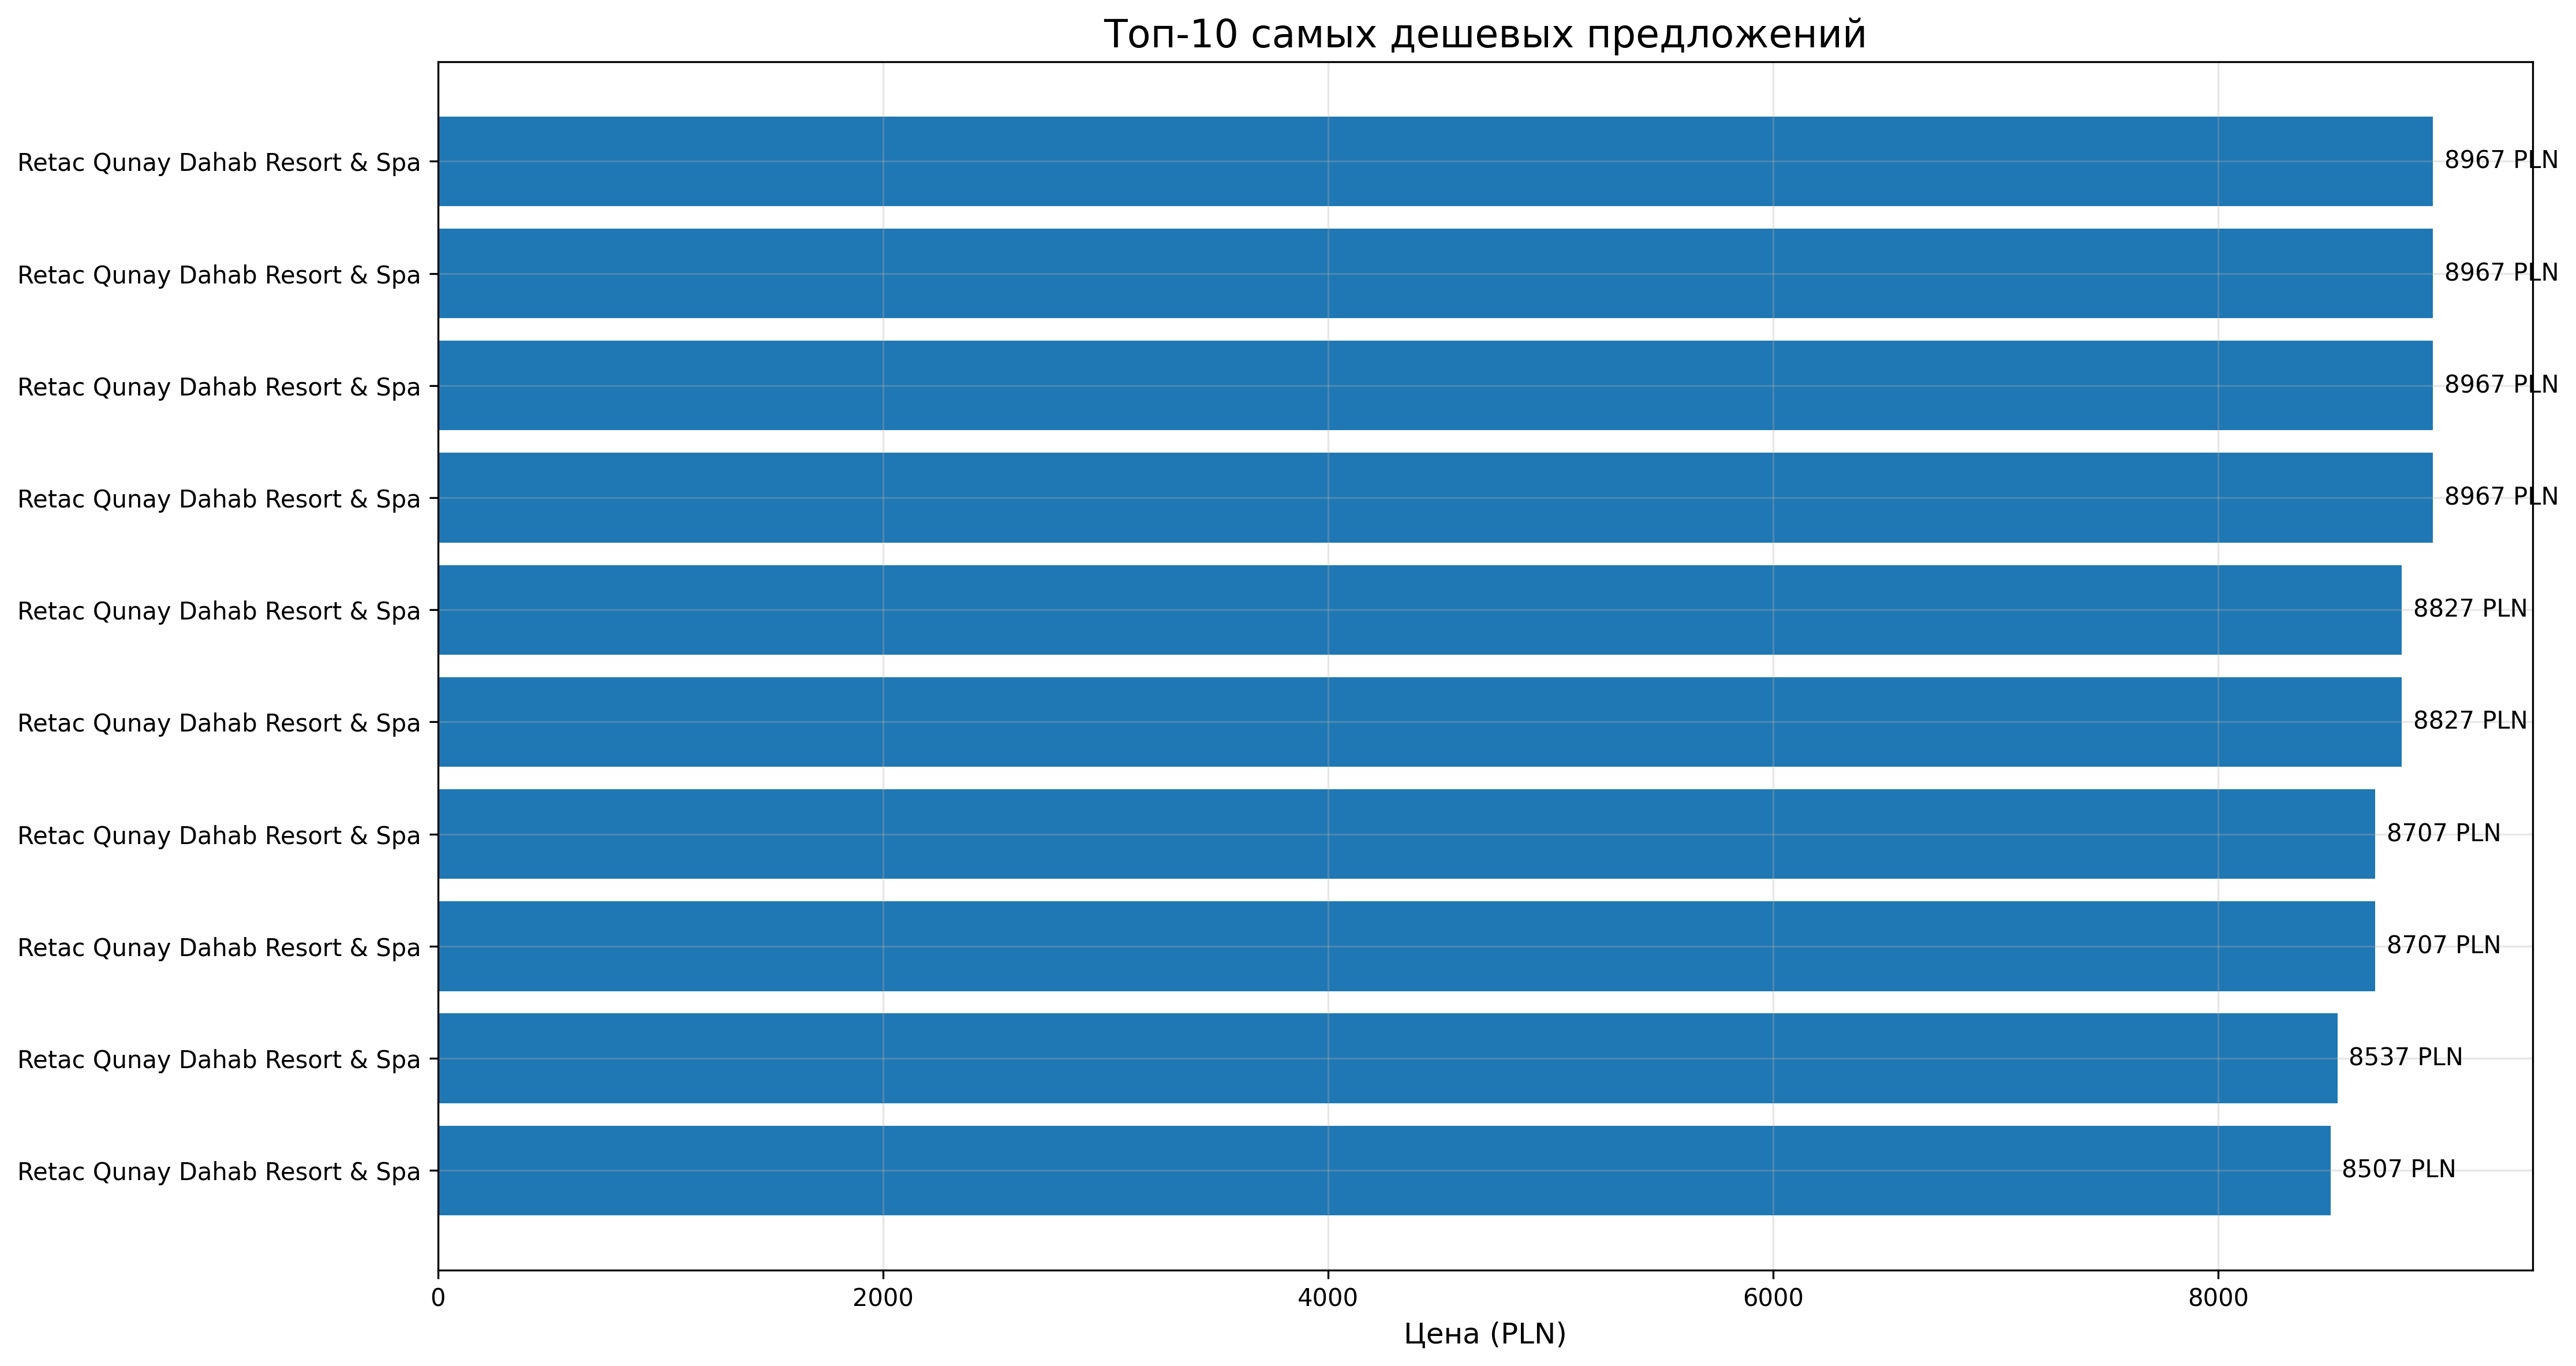 Топ-10 самых дешевых предложений
Retac Qunay Dahab Resort & Spa 8967 PLN
Retac Qunay Dahab Resort & Spa 8967 PLN
Retac Qunay Dahab Resort & Spa 8967 PLN
Retac Qunay Dahab Resort & Spa 8967 PLN
Retac Qunay Dahab Resort & Spa 8827 PLN
Retac Qunay Dahab Resort & Spa 8827 PLN
Retac Qunay Dahab Resort & Spa 8707 PLN
Retac Qunay Dahab Resort & Spa 8707 PLN
Retac Qunay Dahab Resort & Spa 8537 PLN
Retac Qunay Dahab Resort & Spa 8507 PLN
0 2000 4000 6000 8000
Цена (PLN)